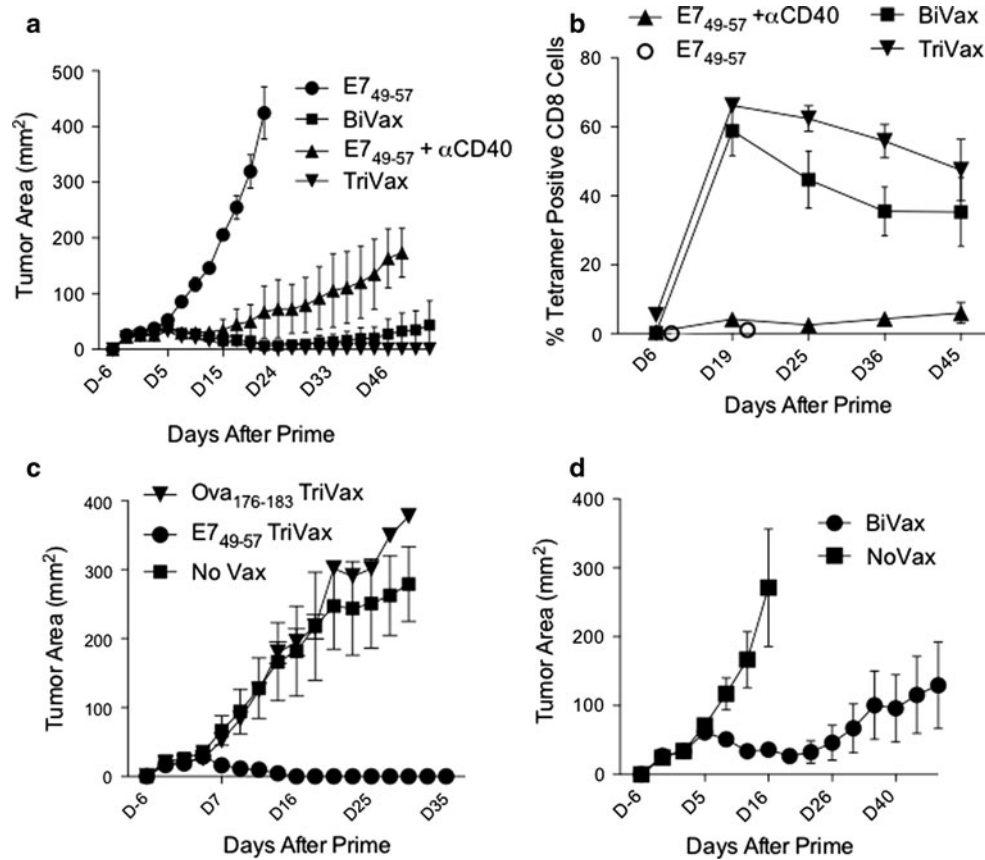 a
E7₄₉₋₅₇
BiVax
E7₄₉₋₅₇ + αCD40
TriVax
Tumor Area (mm²)
500
400
300
200
100
0
D-6
D5
D15
D24
D33
D46
Days After Prime
b
E7₄₉₋₅₇ +αCD40
E7₄₉₋₅₇
BiVax
TriVax
% Tetramer Positive CD8 Cells
80
60
40
20
0
D6
D19
D25
D36
D45
Days After Prime
c
Ova₁₇₆₋₁₈₃ TriVax
E7₄₉₋₅₇ TriVax
No Vax
Tumor Area (mm²)
400
300
200
100
0
D-6
D7
D16
D25
D35
Days After Prime
d
BiVax
NoVax
Tumor Area (mm²)
400
300
200
100
0
D-6
D5
D16
D26
D40
Days After Prime